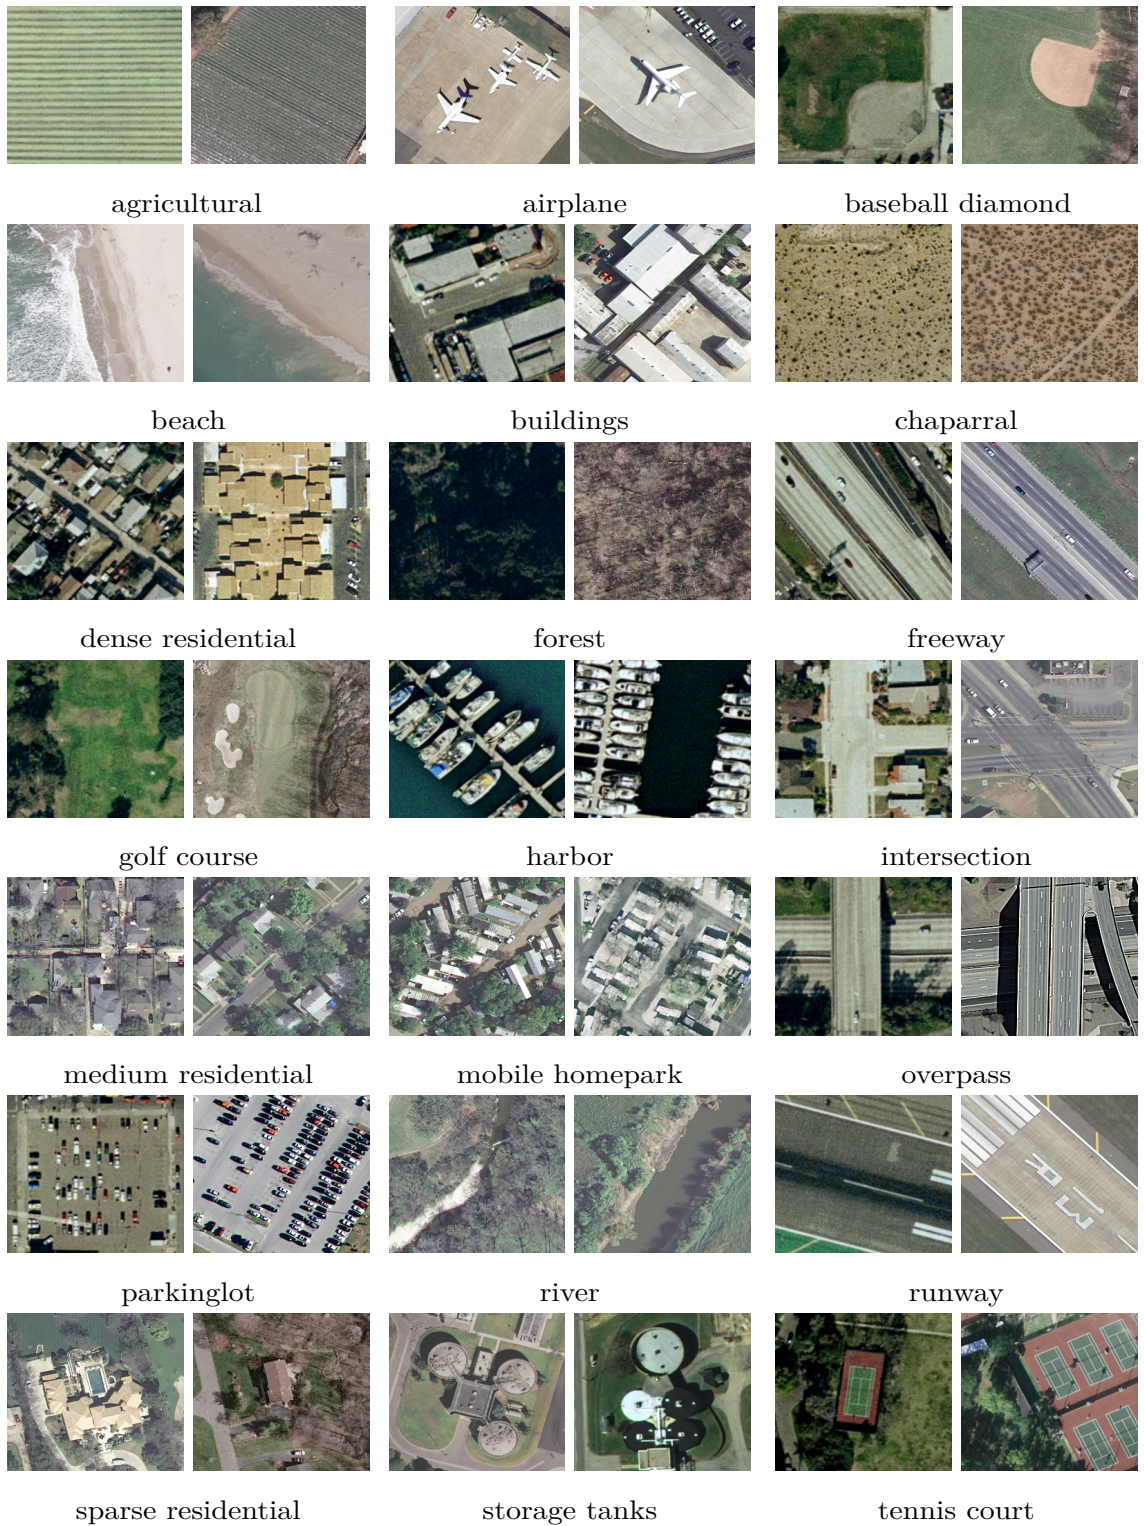 agricultural
airplane
baseball diamond
beach
buildings
chaparral
dense residential
forest
freeway
golf course
harbor
intersection
medium residential
mobile homepark
overpass
parkinglot
river
runway
sparse residential
storage tanks
tennis court